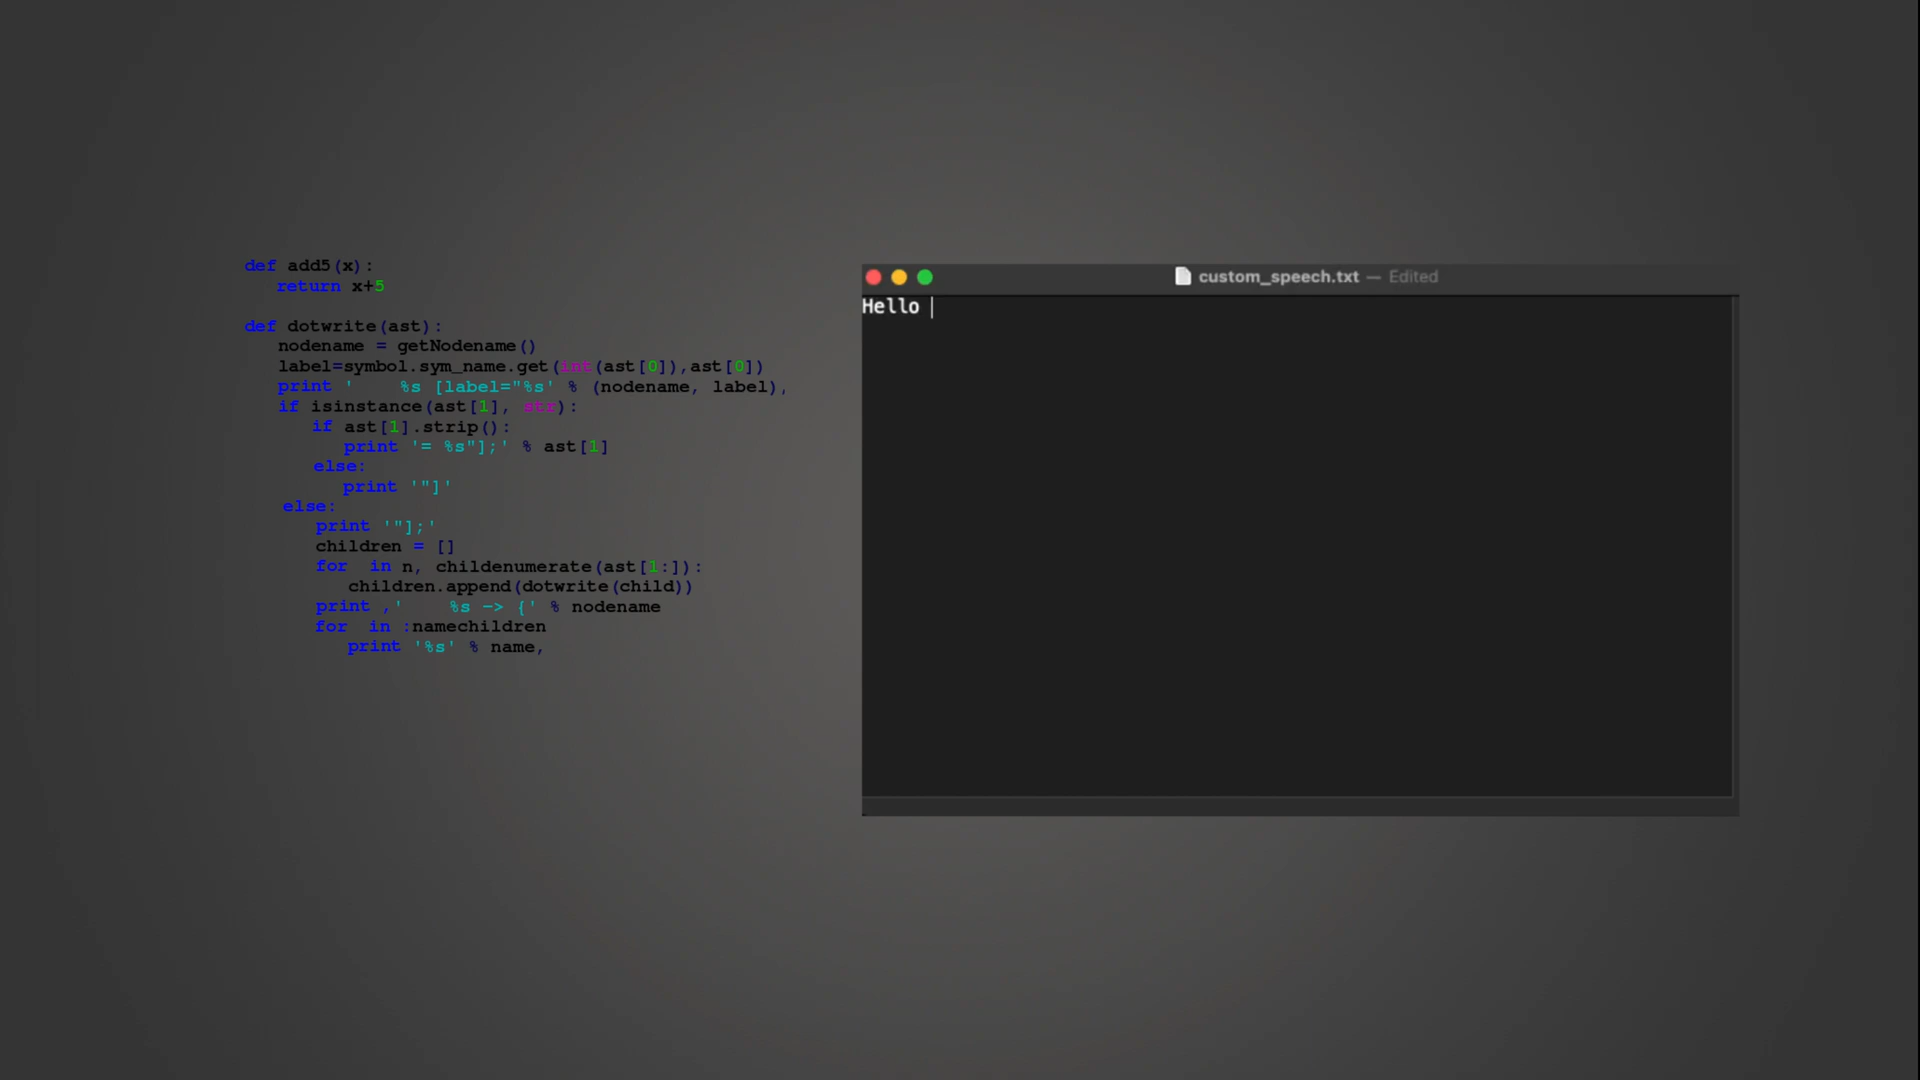 def add5(x):
return x+5
def dotwrite(ast):
nodename = getNodename()
label=symbol.sym_name.get(int(ast[0]),ast[0])
print '    %s [label="%s' % (nodename, label),
if isinstance(ast[1], str):
if ast[1].strip():
print '= %s"];' % ast[1]
else:
print '"]'
else:
print '"];'
children = []
for  in n, childenumerate(ast[1:]):
children.append(dotwrite(child))
print ,'    %s -> {' % nodename
for  in :namechildren
print '%s' % name,
custom_speech.txt — Edited
Hello